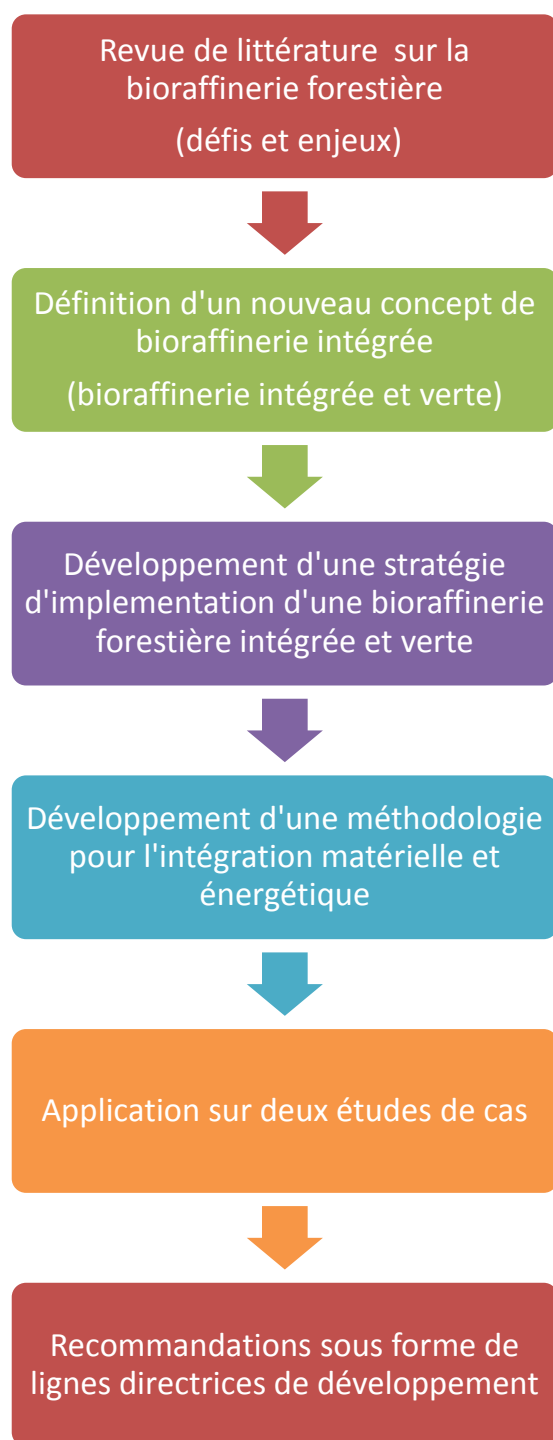 Revue de littérature sur la
bioraffinerie forestière
(défis et enjeux)
Définition d'un nouveau concept de
bioraffinerie intégrée
(bioraffinerie intégrée et verte)
Développement d'une stratégie
d'implementation d'une bioraffinerie
forestière intégrée et verte
Développement d'une méthodologie
pour l'intégration matérielle et
énergétique
Application sur deux études de cas
Recommandations sous forme de
lignes directrices de développement